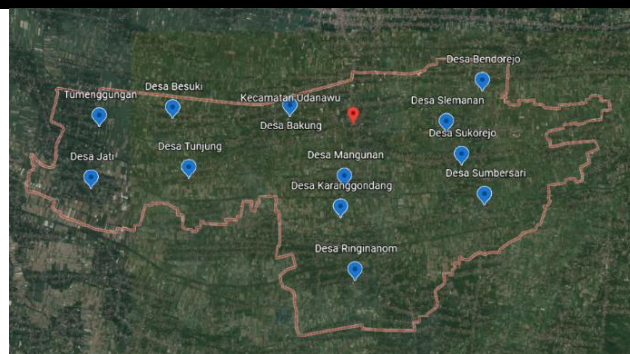 Desa Bendorejo
Tumenggungan
Desa Besuki
Kecamatan Udanawu
Desa Slemanan
Desa Bakung
Desa Sukorejo
Desa Jati
Desa Tunjung
Desa Mangunan
Desa Sumbersari
Desa Karanggondang
Desa Ringinanom